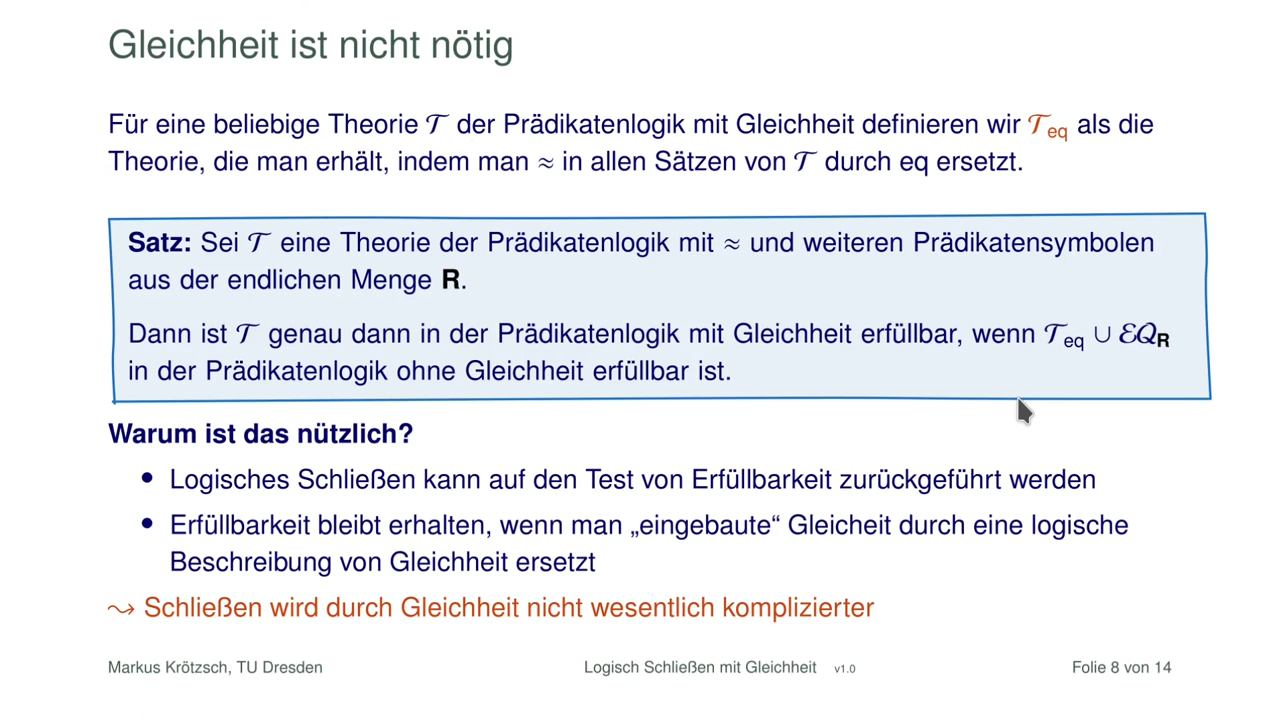 Gleichheit ist nicht nötig
Für eine beliebige Theorie 𝒯 der Prädikatenlogik mit Gleichheit definieren wir 𝒯eq als die
Theorie, die man erhält, indem man ≈ in allen Sätzen von 𝒯 durch eq ersetzt.
Satz: Sei 𝒯 eine Theorie der Prädikatenlogik mit ≈ und weiteren Prädikatensymbolen
aus der endlichen Menge R.
Dann ist 𝒯 genau dann in der Prädikatenlogik mit Gleichheit erfüllbar, wenn 𝒯eq ∪ ℰ𝒬R
in der Prädikatenlogik ohne Gleichheit erfüllbar ist.
Warum ist das nützlich?
• Logisches Schließen kann auf den Test von Erfüllbarkeit zurückgeführt werden
• Erfüllbarkeit bleibt erhalten, wenn man „eingebaute“ Gleicheit durch eine logische
Beschreibung von Gleichheit ersetzt
⤳ Schließen wird durch Gleichheit nicht wesentlich komplizierter
Markus Krötzsch, TU Dresden Logisch Schließen mit Gleichheit v1.0 Folie 8 von 14